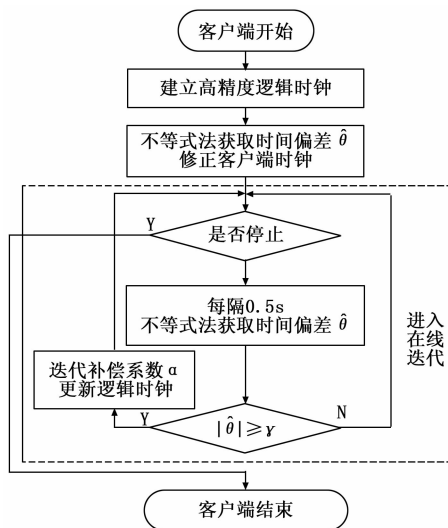 客户端开始
建立高精度逻辑时钟
不等式法获取时间偏差 θ̂
修正客户端时钟
Y
是否停止
每隔0.5s
不等式法获取时间偏差 θ̂
进入
在线
迭代
迭代补偿系数 α
更新逻辑时钟
Y
|θ̂|≥γ
N
客户端结束